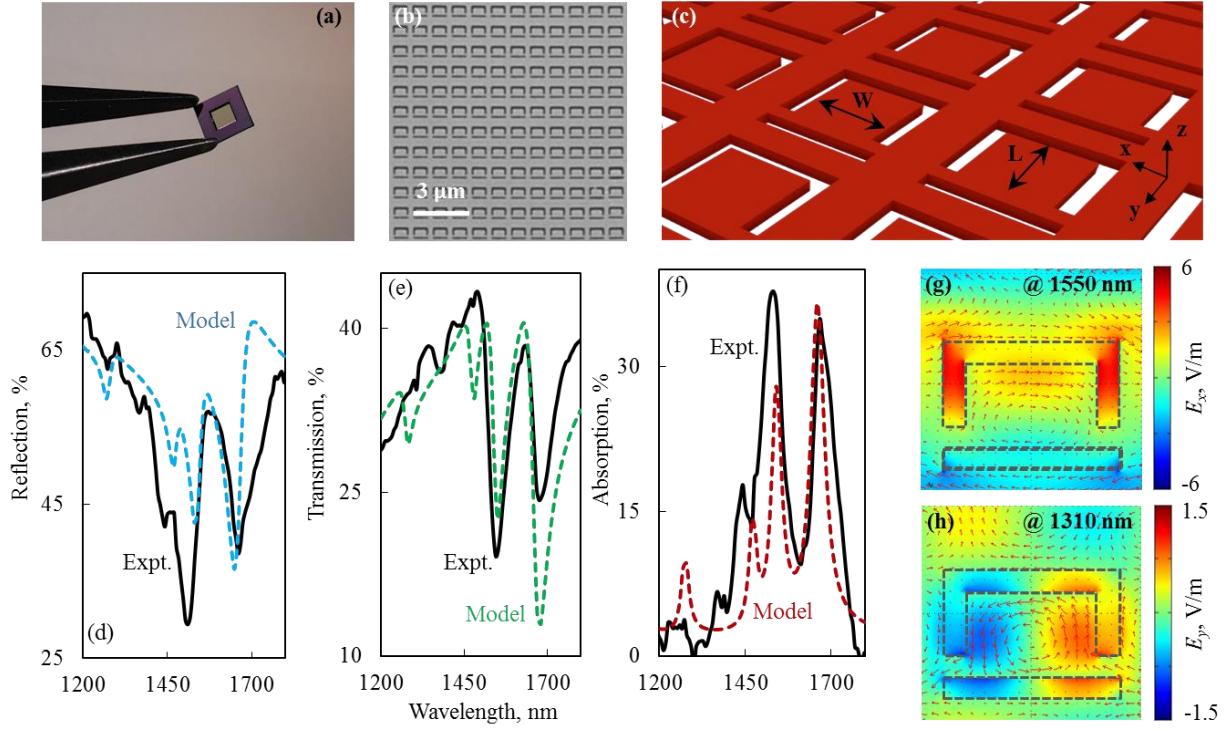 (a)
(b)
3 μm
(c)
W
L
x
z
y
Reflection, %
65
45
25
Model
Expt.
(d)
1200
1450
1700
Transmission, %
40
25
10
(e)
Expt.
Model
1200
1450
1700
Wavelength, nm
Absorption, %
30
15
0
(f)
Expt.
Model
1200
1450
1700
(g)
@ 1550 nm
6
Ex, V/m
-6
(h)
@ 1310 nm
1.5
Ey, V/m
-1.5